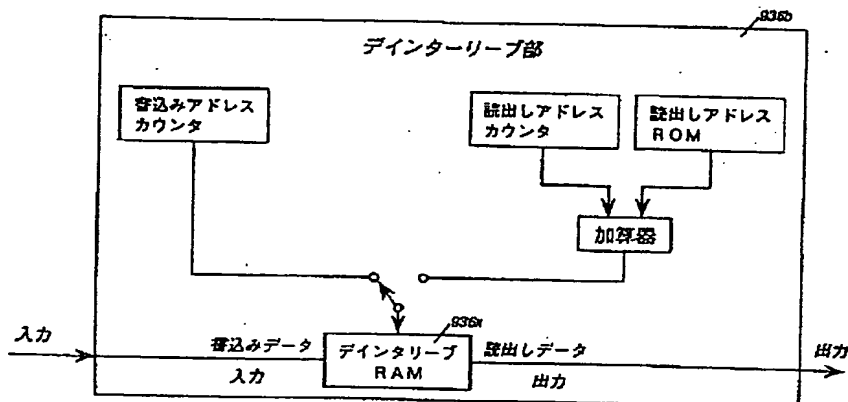 936b
デインターリーブ部
書込みアドレス
カウンタ
読出しアドレス
カウンタ
読出しアドレス
ROM
加算器
936x
入力
書込みデータ
入力
デインタリーブ
RAM
読出しデータ
出力
出力